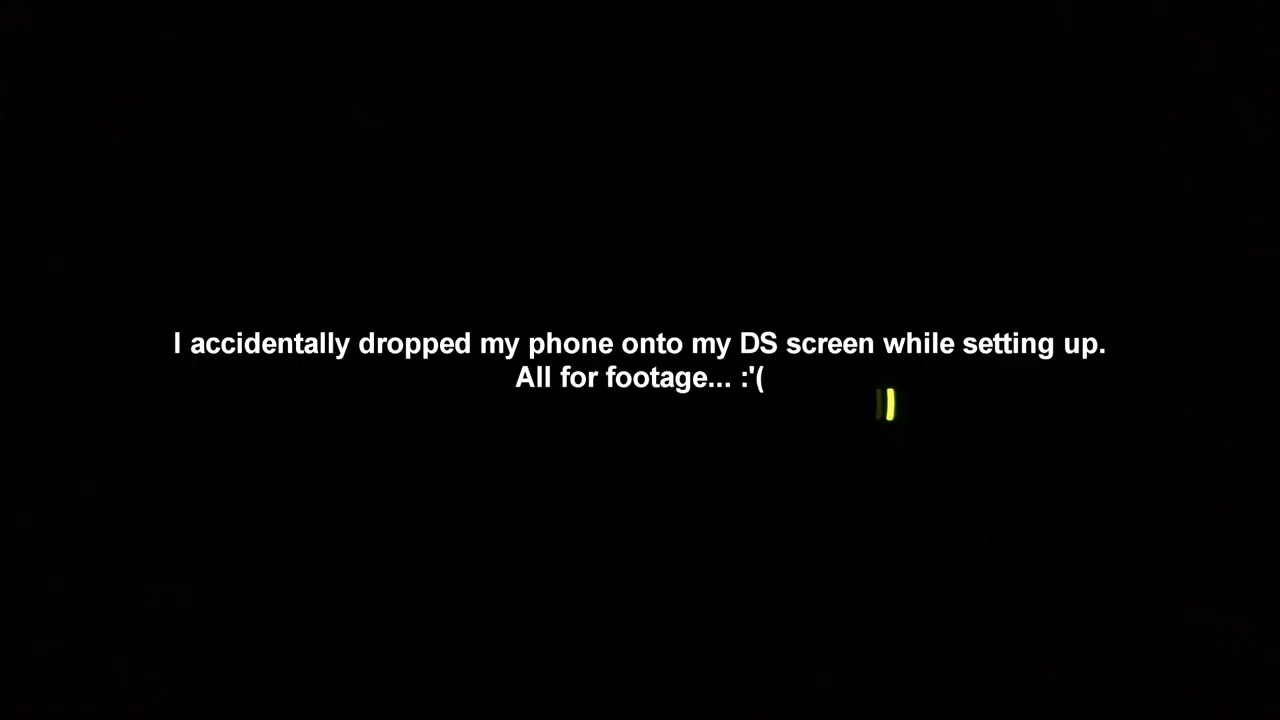 I accidentally dropped my phone onto my DS screen while setting up.
All for footage... :'(